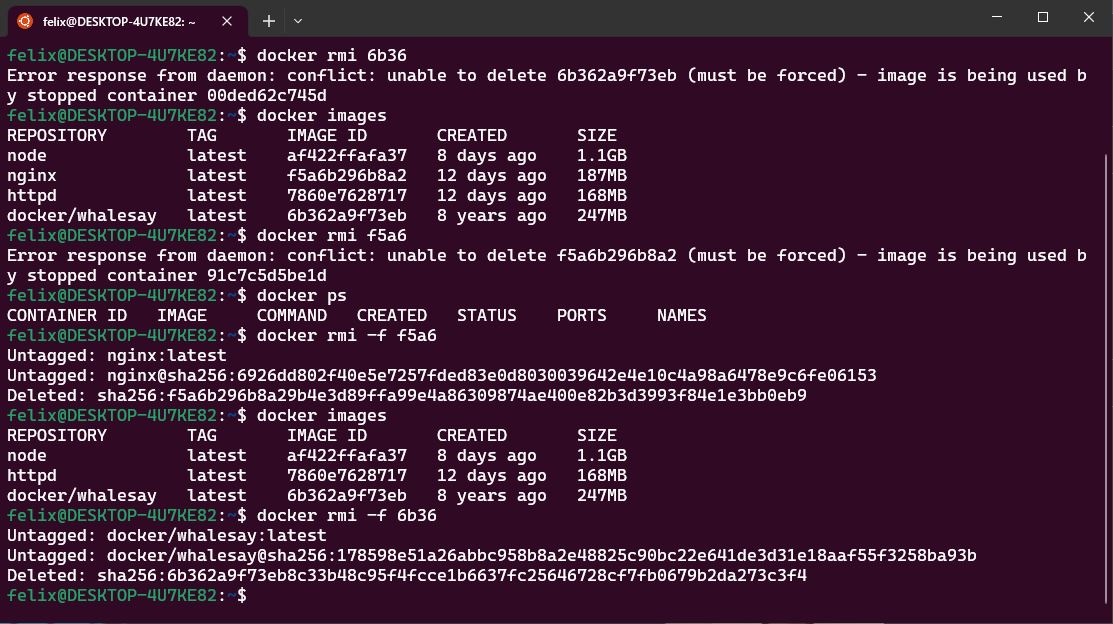 felix@DESKTOP-4U7KE82: ~
felix@DESKTOP-4U7KE82:~$ docker rmi 6b36
Error response from daemon: conflict: unable to delete 6b362a9f73eb (must be forced) - image is being used b
y stopped container 00ded62c745d
felix@DESKTOP-4U7KE82:~$ docker images
REPOSITORY        TAG       IMAGE ID       CREATED       SIZE
node              latest    af422ffafa37   8 days ago    1.1GB
nginx             latest    f5a6b296b8a2   12 days ago   187MB
httpd             latest    7860e7628717   12 days ago   168MB
docker/whalesay   latest    6b362a9f73eb   8 years ago   247MB
felix@DESKTOP-4U7KE82:~$ docker rmi f5a6
Error response from daemon: conflict: unable to delete f5a6b296b8a2 (must be forced) - image is being used b
y stopped container 91c7c5d5be1d
felix@DESKTOP-4U7KE82:~$ docker ps
CONTAINER ID   IMAGE     COMMAND   CREATED   STATUS    PORTS     NAMES
felix@DESKTOP-4U7KE82:~$ docker rmi -f f5a6
Untagged: nginx:latest
Untagged: nginx@sha256:6926dd802f40e5e7257fded83e0d8030039642e4e10c4a98a6478e9c6fe06153
Deleted: sha256:f5a6b296b8a29b4e3d89ffa99e4a86309874ae400e82b3d3993f84e1e3bb0eb9
felix@DESKTOP-4U7KE82:~$ docker images
REPOSITORY        TAG       IMAGE ID       CREATED       SIZE
node              latest    af422ffafa37   8 days ago    1.1GB
httpd             latest    7860e7628717   12 days ago   168MB
docker/whalesay   latest    6b362a9f73eb   8 years ago   247MB
felix@DESKTOP-4U7KE82:~$ docker rmi -f 6b36
Untagged: docker/whalesay:latest
Untagged: docker/whalesay@sha256:178598e51a26abbc958b8a2e48825c90bc22e641de3d31e18aaf55f3258ba93b
Deleted: sha256:6b362a9f73eb8c33b48c95f4fcce1b6637fc25646728cf7fb0679b2da273c3f4
felix@DESKTOP-4U7KE82:~$